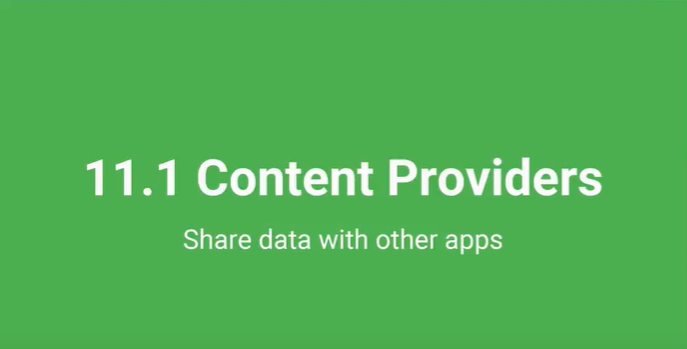 11.1 Content Providers
Share data with other apps